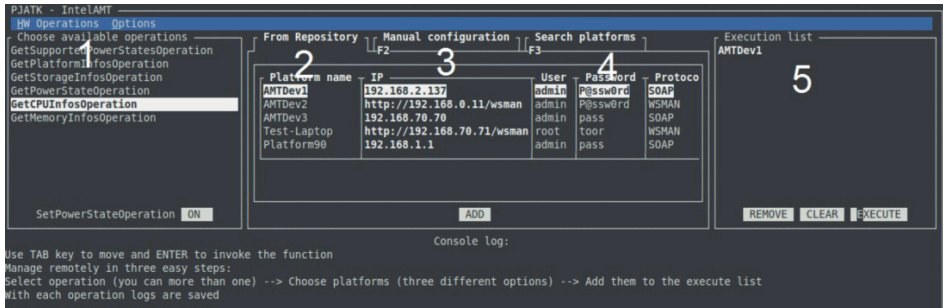 PJATK - IntelAMT
HW Operations Options
Choose available operations
1
GetSupportedPowerStatesOperation
GetPlatformInfosOperation
GetStorageInfosOperation
GetPowerStateOperation
GetCPUInfosOperation
GetMemoryInfosOperation
SetPowerStateOperation ON
From Repository Manual configuration Search platforms
F2 F3
2 3 4
Platform name IP User Password Protoco
AMTDev1 192.168.2.137 admin P@ssw0rd SOAP
AMTDev2 http://192.168.0.11/wsman admin P@ssw0rd WSMAN
AMTDev3 192.168.70.70 admin pass SOAP
Test-Laptop http://192.168.70.71/wsman root toor WSMAN
Platform90 192.168.1.1 admin pass SOAP
ADD
Execution list
AMTDev1
5
REMOVE CLEAR EXECUTE
Console log:
Use TAB key to move and ENTER to invoke the function
Manage remotely in three easy steps:
Select operation (you can more than one) --> Choose platforms (three different options) --> Add them to the execute list
With each operation logs are saved